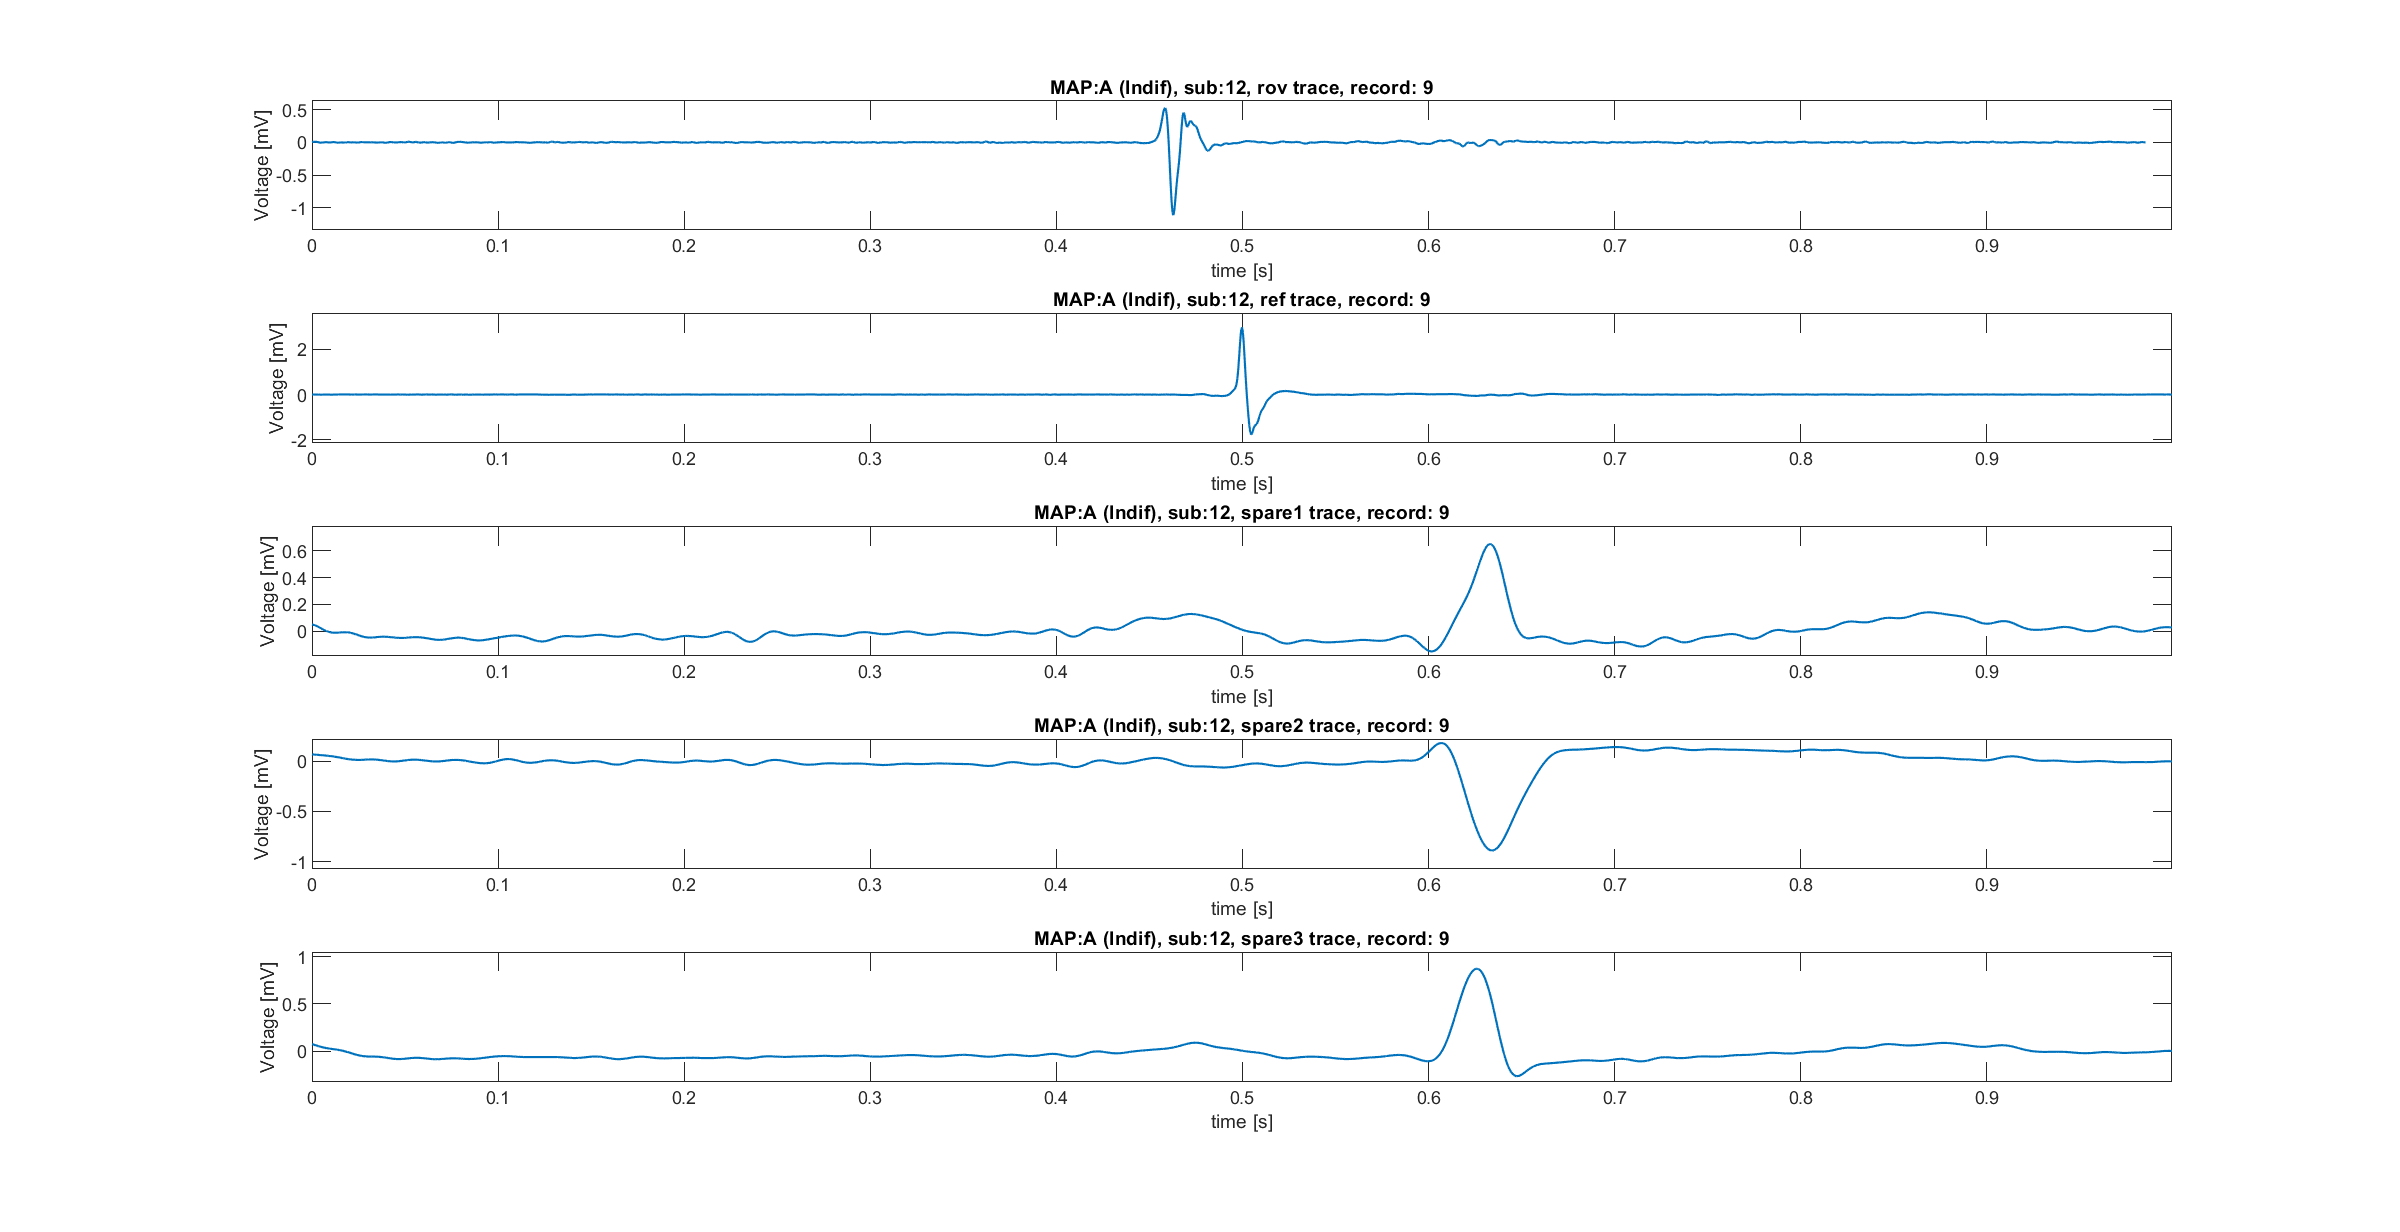 MAP:A (Indif), sub:12, rov trace, record: 9
Voltage [mV]
0.5
0
-0.5
-1
0 0.1 0.2 0.3 0.4 0.5 0.6 0.7 0.8 0.9
time [s]
MAP:A (Indif), sub:12, ref trace, record: 9
Voltage [mV]
2
0
-2
0 0.1 0.2 0.3 0.4 0.5 0.6 0.7 0.8 0.9
time [s]
MAP:A (Indif), sub:12, spare1 trace, record: 9
Voltage [mV]
0.6
0.4
0.2
0
0 0.1 0.2 0.3 0.4 0.5 0.6 0.7 0.8 0.9
time [s]
MAP:A (Indif), sub:12, spare2 trace, record: 9
Voltage [mV]
0
-0.5
-1
0 0.1 0.2 0.3 0.4 0.5 0.6 0.7 0.8 0.9
time [s]
MAP:A (Indif), sub:12, spare3 trace, record: 9
Voltage [mV]
1
0.5
0
0 0.1 0.2 0.3 0.4 0.5 0.6 0.7 0.8 0.9
time [s]